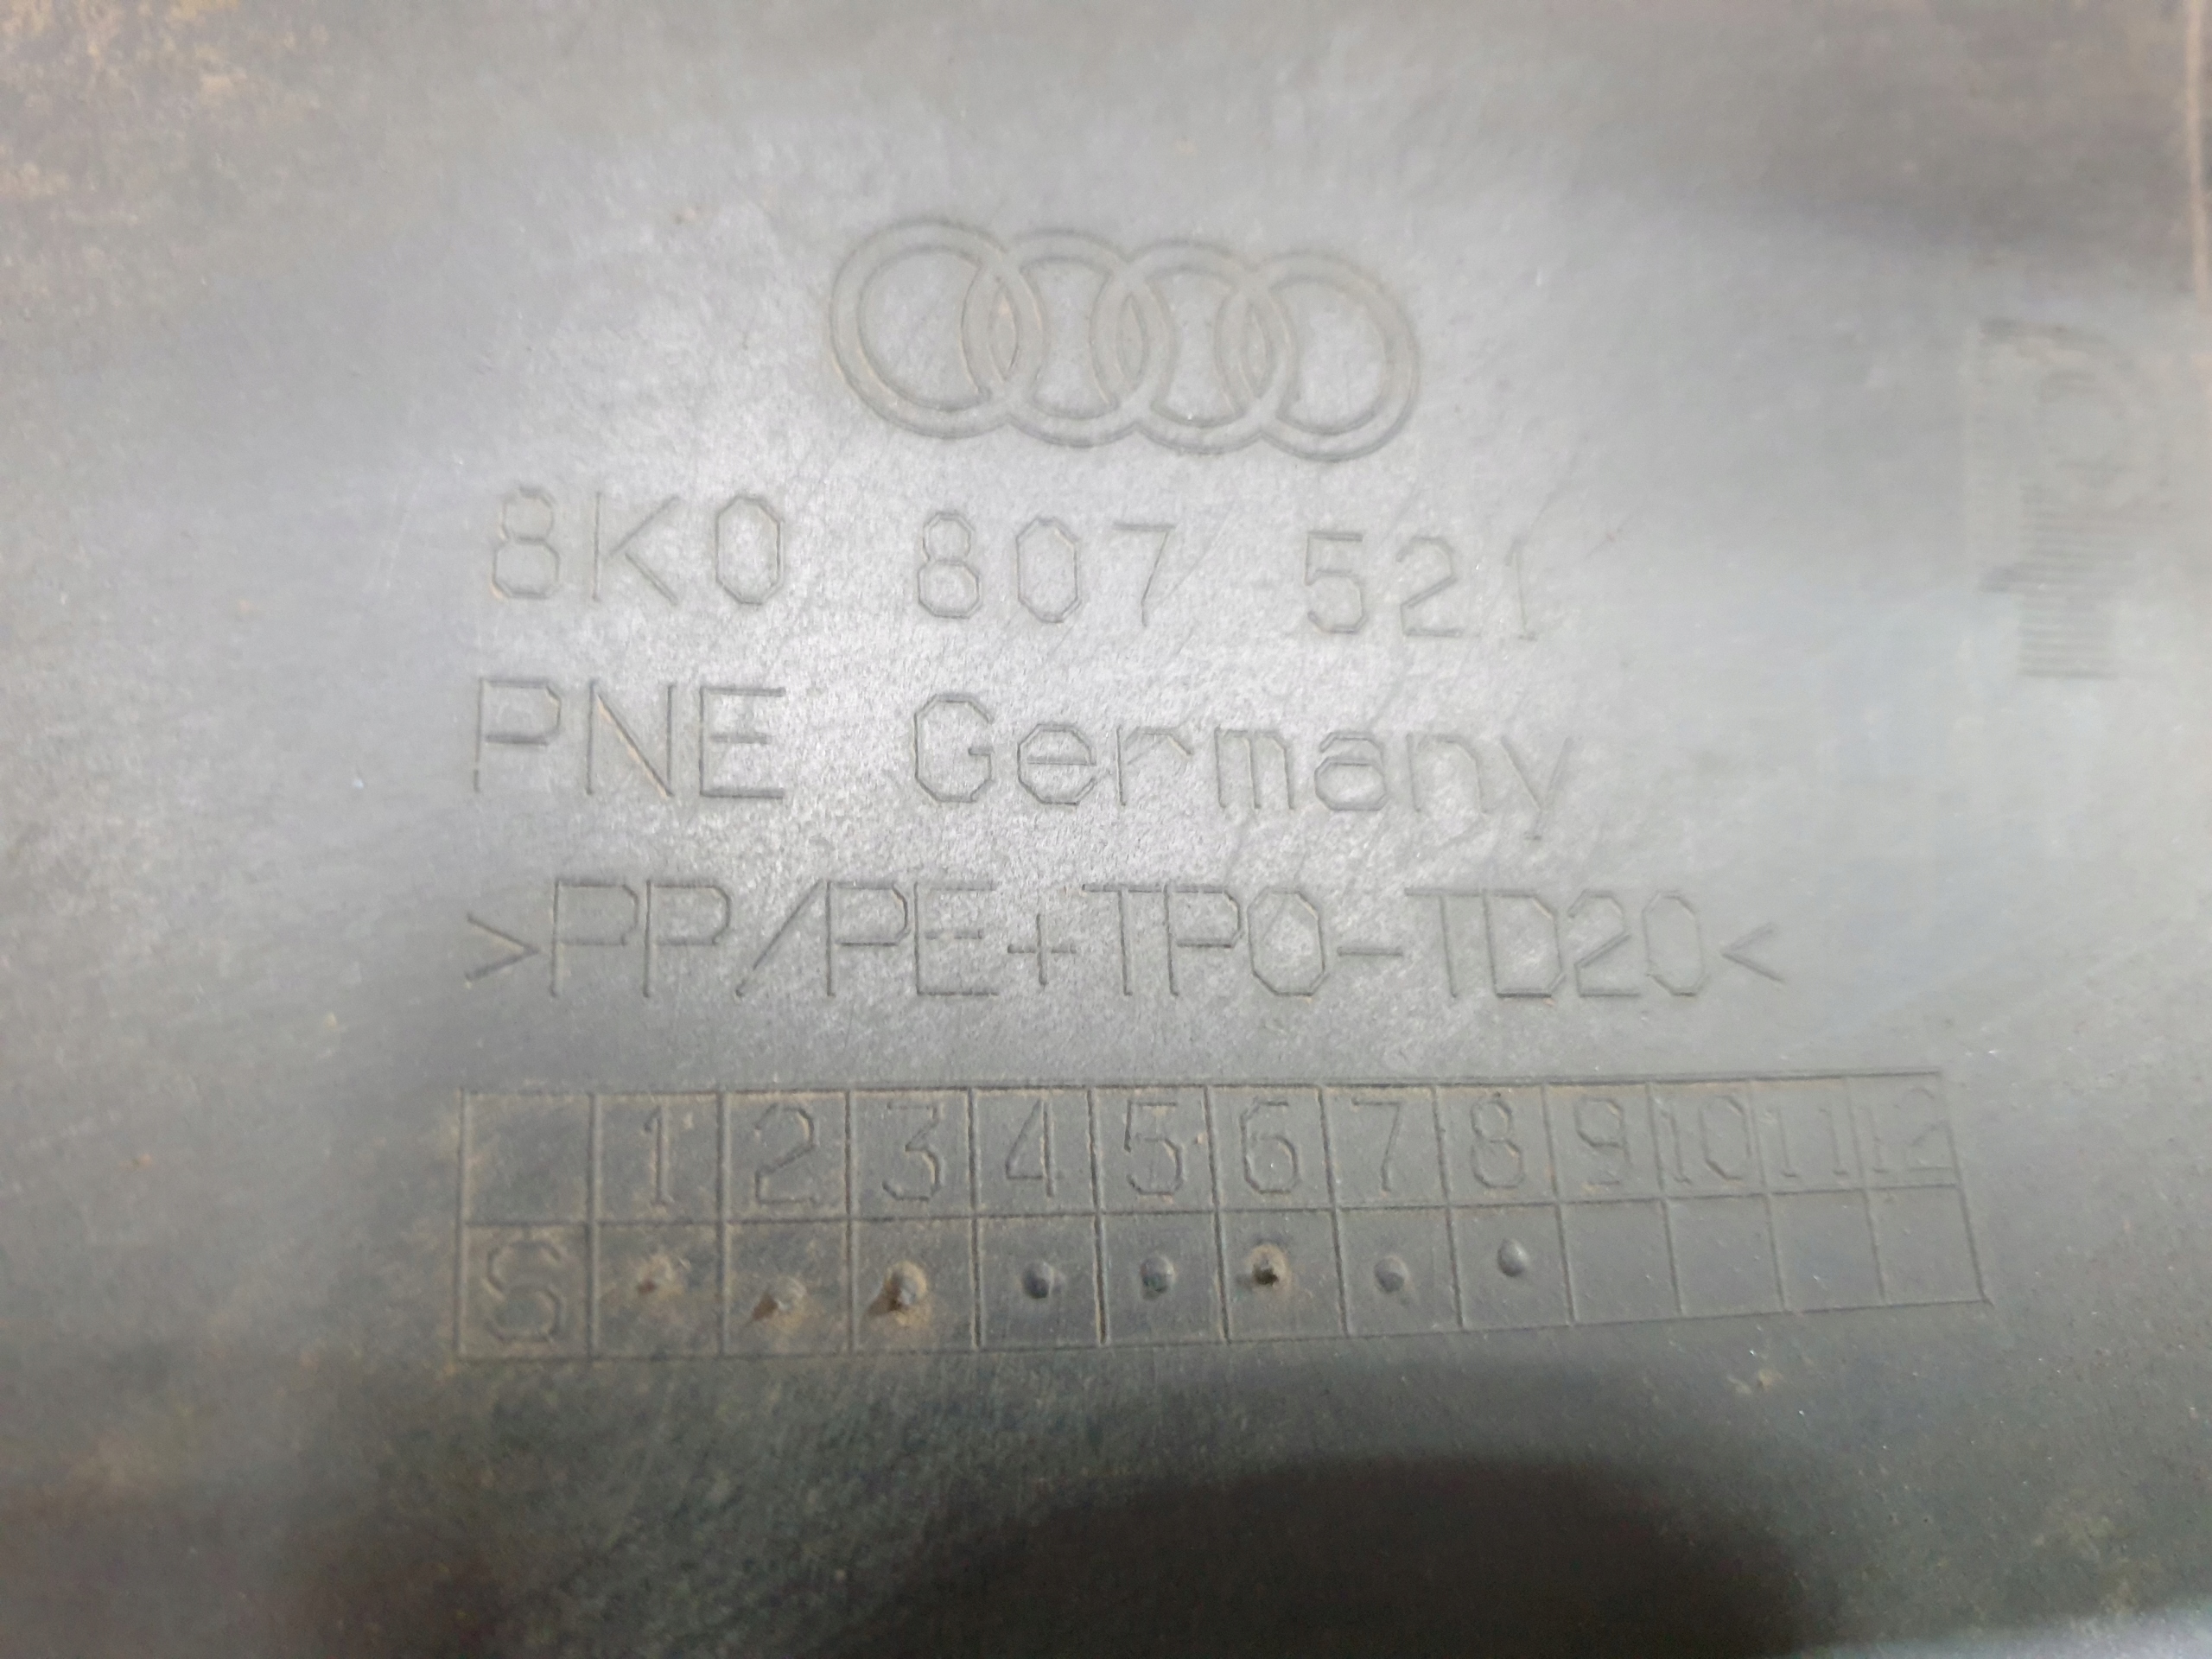 8K0 807 521
PNE Germany
>PP/PE+TPO-TD20<
1 2 3 4 5 6 7 8 9 10 11 12
S